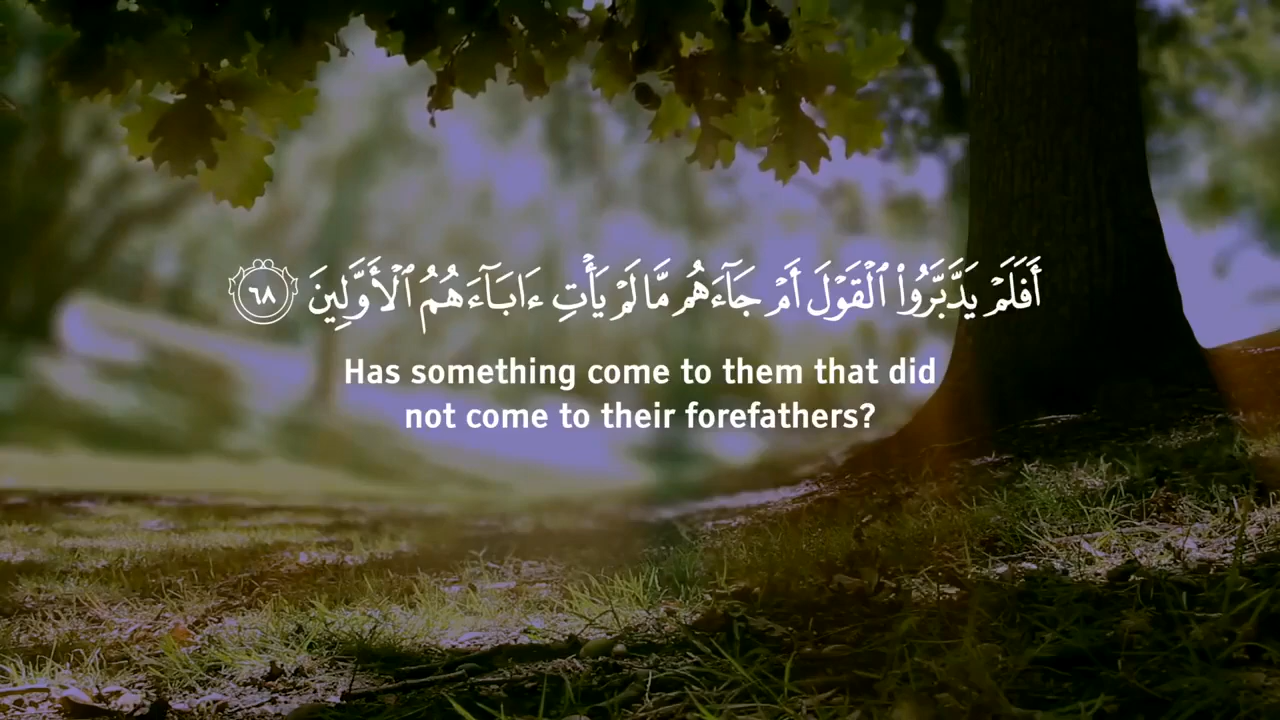 أَفَلَمْ يَدَّبَّرُوا۟ ٱلْقَوْلَ أَمْ جَآءَهُم مَّا لَمْ يَأْتِ ءَابَآءَهُمُ ٱلْأَوَّلِينَ ٦٨
Has something come to them that did
not come to their forefathers?